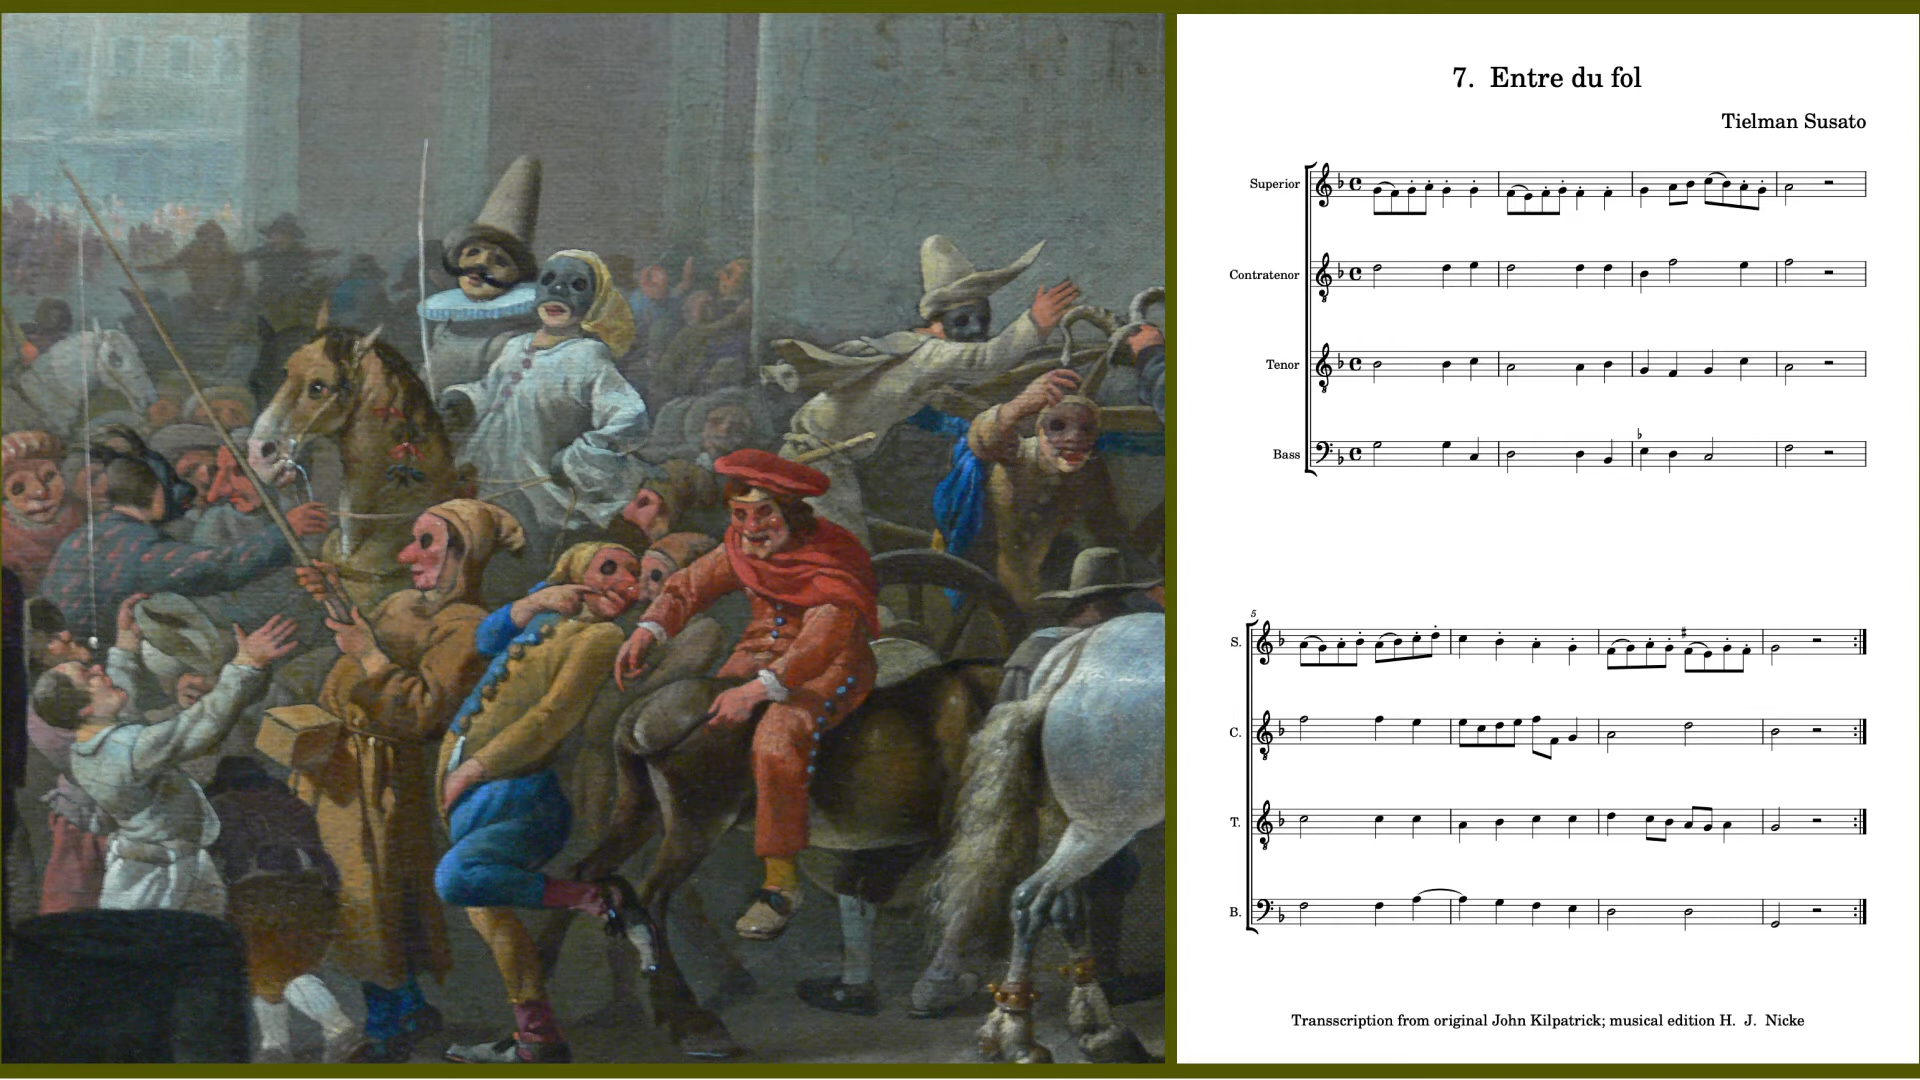 7. Entre du fol
Tielman Susato
Superior
Contratenor
Tenor
Bass
5
S.
C.
T.
B.
Transscription from original John Kilpatrick; musical edition H. J. Nicke